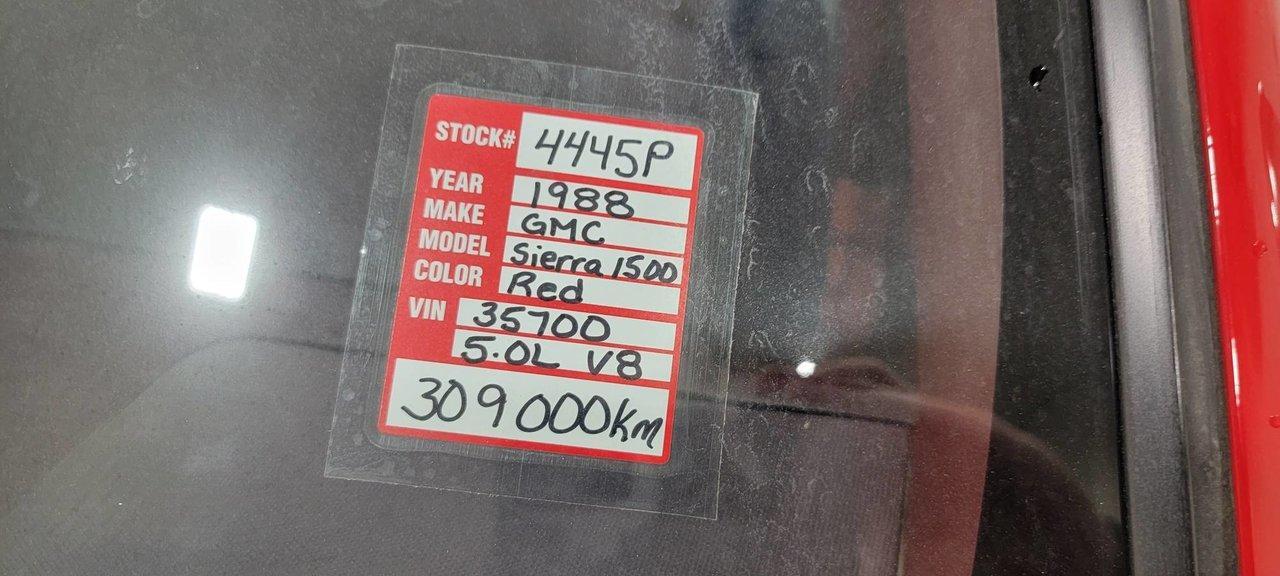 STOCK# 4445P
YEAR 1988
MAKE GMC
MODEL Sierra 1500
COLOR Red
VIN 35700
5.0L V8
309000Km